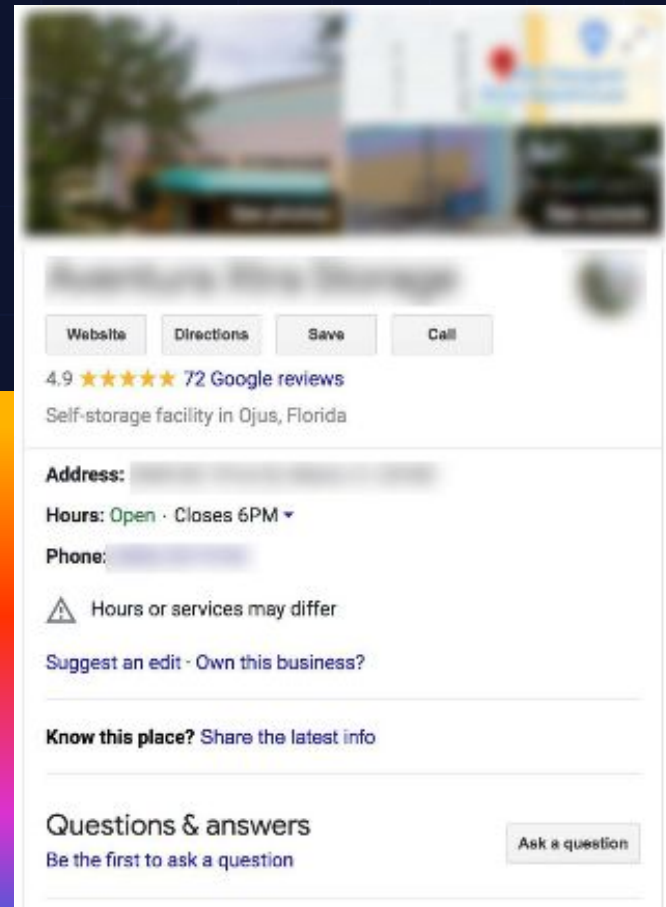 Website
Directions
Save
Call
4.9 ★★★★★ 72 Google reviews
Self-storage facility in Ojus, Florida
Address:
Hours: Open · Closes 6PM
Phone:
Hours or services may differ
Suggest an edit · Own this business?
Know this place? Share the latest info
Questions & answers
Be the first to ask a question
Ask a question